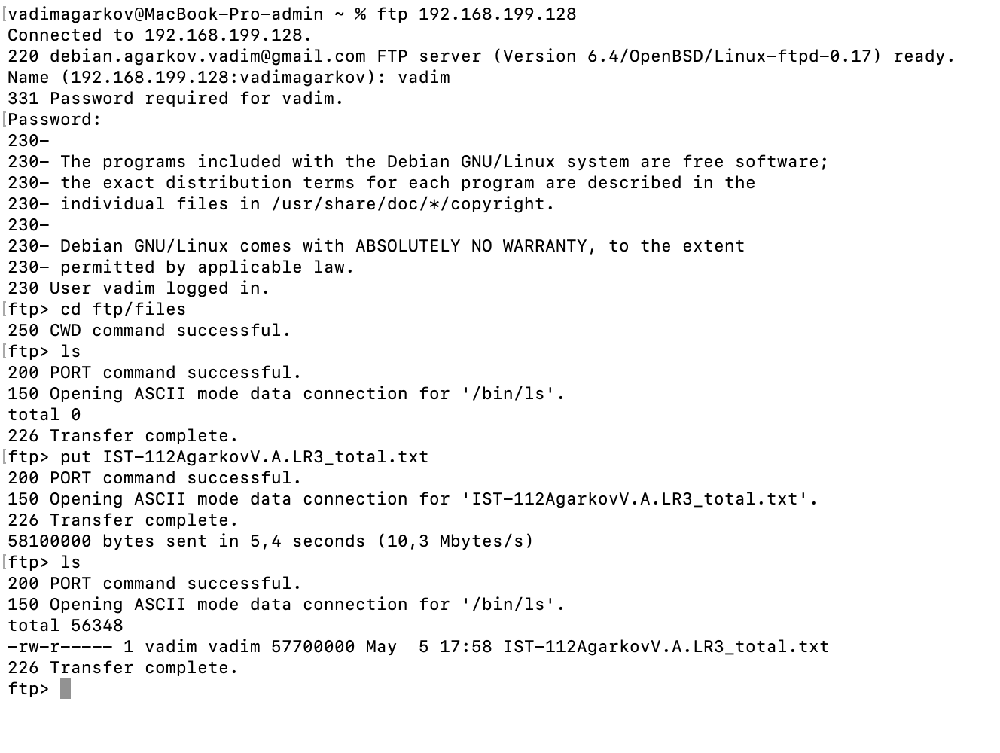 [vadimagarkov@MacBook-Pro-admin ~ % ftp 192.168.199.128
Connected to 192.168.199.128.
220 debian.agarkov.vadim@gmail.com FTP server (Version 6.4/OpenBSD/Linux-ftpd-0.17) ready.
Name (192.168.199.128:vadimagarkov): vadim
331 Password required for vadim.
[Password:
230-
230- The programs included with the Debian GNU/Linux system are free software;
230- the exact distribution terms for each program are described in the
230- individual files in /usr/share/doc/*/copyright.
230-
230- Debian GNU/Linux comes with ABSOLUTELY NO WARRANTY, to the extent
230- permitted by applicable law.
230 User vadim logged in.
[ftp> cd ftp/files
250 CWD command successful.
[ftp> ls
200 PORT command successful.
150 Opening ASCII mode data connection for '/bin/ls'.
total 0
226 Transfer complete.
[ftp> put IST-112AgarkovV.A.LR3_total.txt
200 PORT command successful.
150 Opening ASCII mode data connection for 'IST-112AgarkovV.A.LR3_total.txt'.
226 Transfer complete.
58100000 bytes sent in 5,4 seconds (10,3 Mbytes/s)
[ftp> ls
200 PORT command successful.
150 Opening ASCII mode data connection for '/bin/ls'.
total 56348
-rw-r----- 1 vadim vadim 57700000 May  5 17:58 IST-112AgarkovV.A.LR3_total.txt
226 Transfer complete.
ftp>